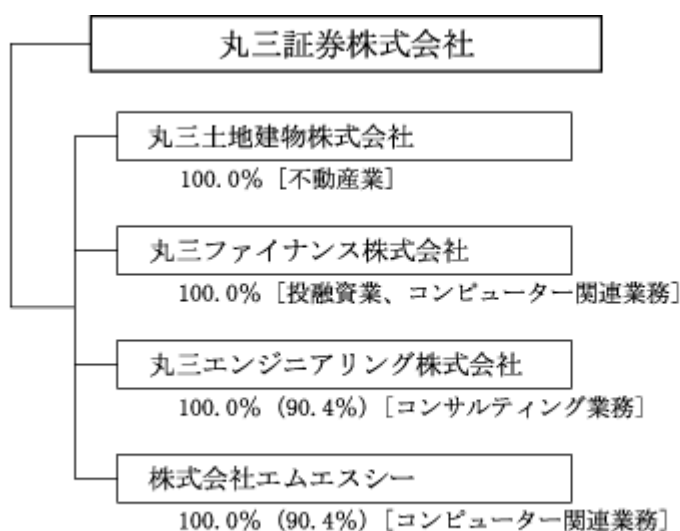 丸三証券株式会社
丸三土地建物株式会社
100.0% [不動産業]
丸三ファイナンス株式会社
100.0% [投融資業、コンピューター関連業務]
丸三エンジニアリング株式会社
100.0% (90.4%) [コンサルティング業務]
株式会社エムエスシー
100.0% (90.4%) [コンピューター関連業務]